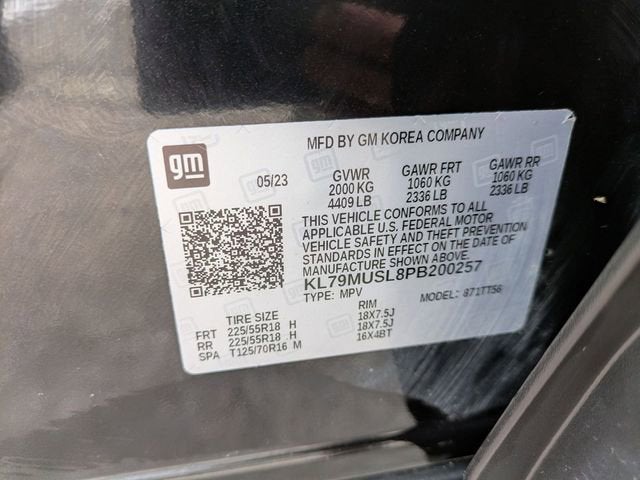 MFD BY GM KOREA COMPANY
gm
05/23 GVWR GAWR FRT GAWR RR
2000 KG 1060 KG 1060 KG
4409 LB 2336 LB 2336 LB
THIS VEHICLE CONFORMS TO ALL
APPLICABLE U.S. FEDERAL MOTOR
VEHICLE SAFETY AND THEFT PREVENTION
STANDARDS IN EFFECT ON THE DATE OF
MANUFACTURE SHOWN ABOVE.
KL79MUSL8PB200257
TYPE: MPV MODEL: 871TT56
TIRE SIZE RIM
FRT 225/55R18 H 18X7.5J
RR 225/55R18 H 18X7.5J
SPA T125/70R16 M 16X4BT